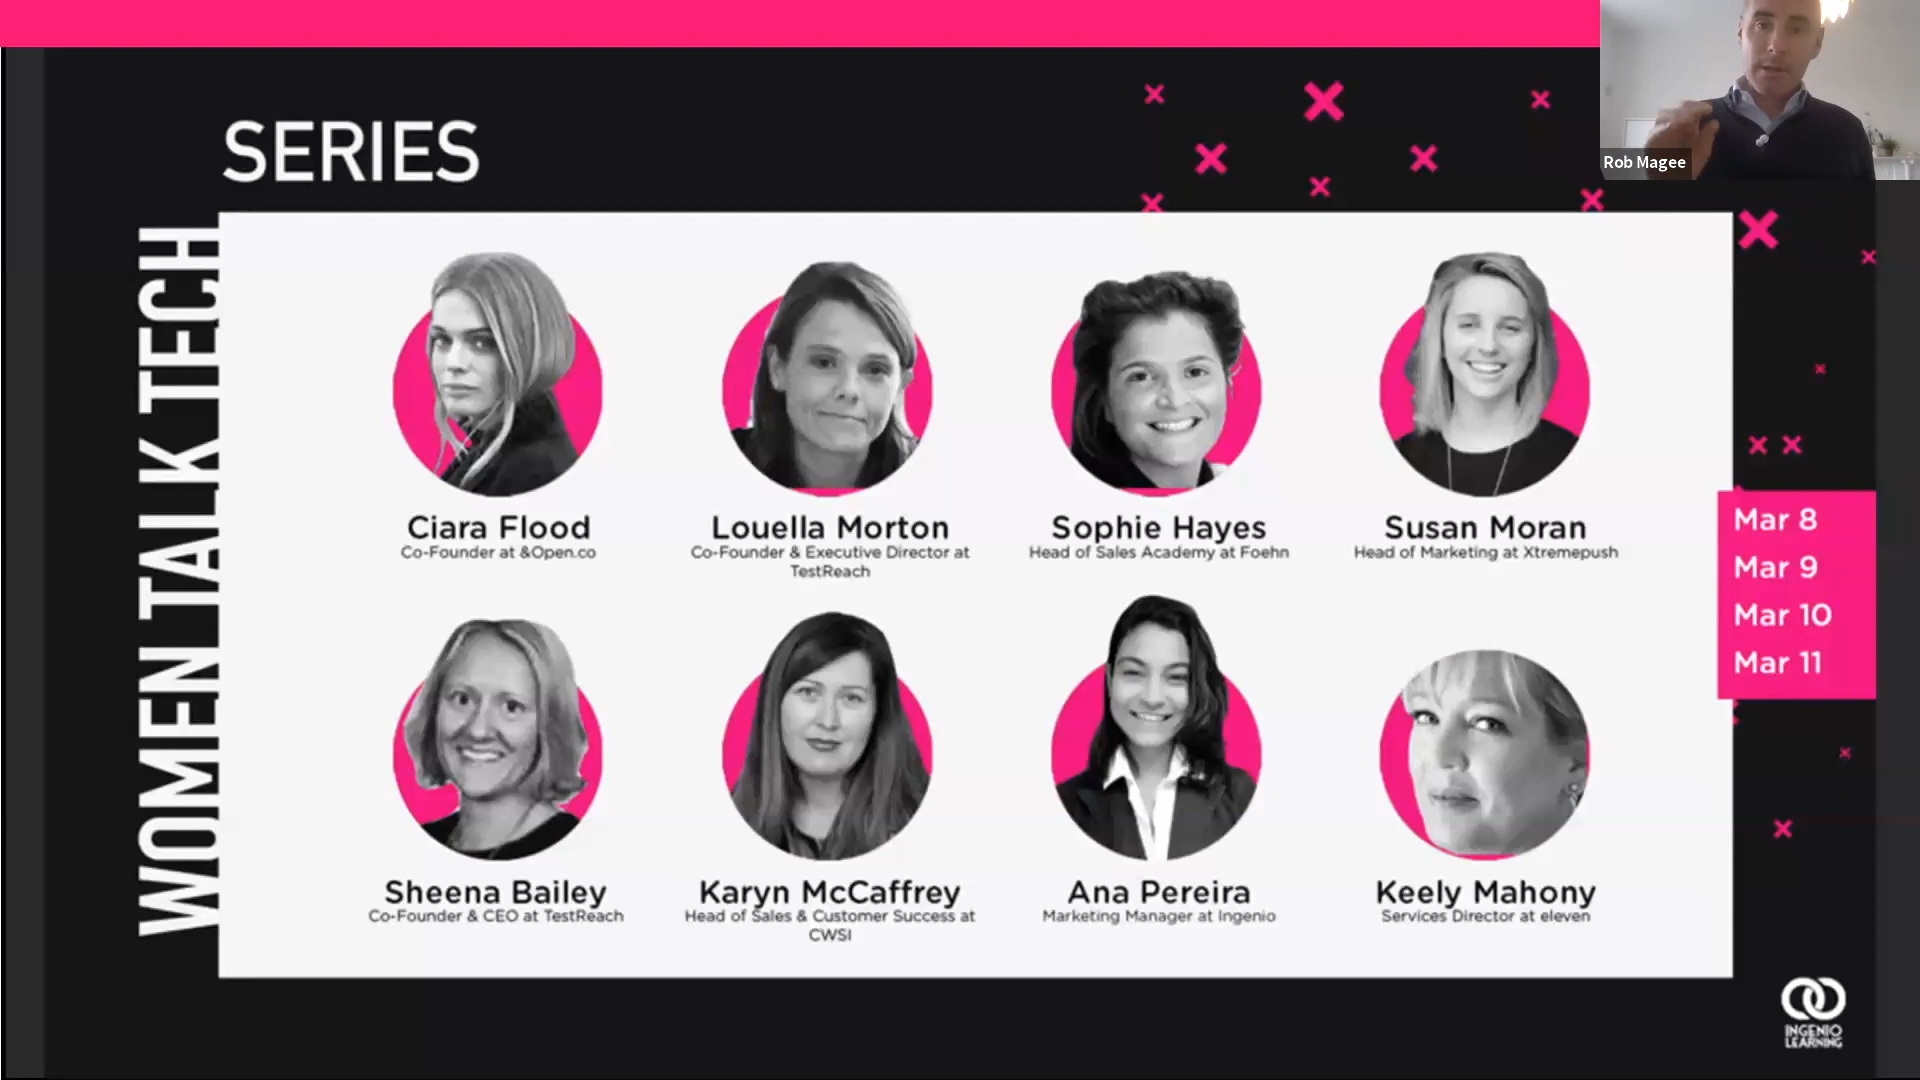 SERIES
WOMEN TALK TECH
Rob Magee
Ciara Flood
Co-Founder at &Open.co
Louella Morton
Co-Founder & Executive Director at
TestReach
Sophie Hayes
Head of Sales Academy at Foehn
Susan Moran
Head of Marketing at Xtremepush
Sheena Bailey
Co-Founder & CEO at TestReach
Karyn McCaffrey
Head of Sales & Customer Success at
CWSI
Ana Pereira
Marketing Manager at Ingenio
Keely Mahony
Services Director at eleven
Mar 8
Mar 9
Mar 10
Mar 11
INGENIO
LEARNING